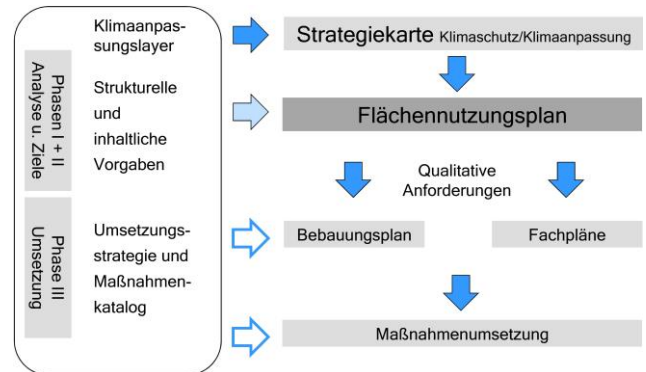 Klimaanpas-
sungslayer
Phasen I + II
Analyse u. Ziele
Strukturelle
und
inhaltliche
Vorgaben
Phase III
Umsetzung
Umsetzungs-
strategie und
Maßnahmen-
katalog
Strategiekarte Klimaschutz/Klimaanpassung
Flächennutzungsplan
Qualitative
Anforderungen
Bebauungsplan
Fachpläne
Maßnahmenumsetzung